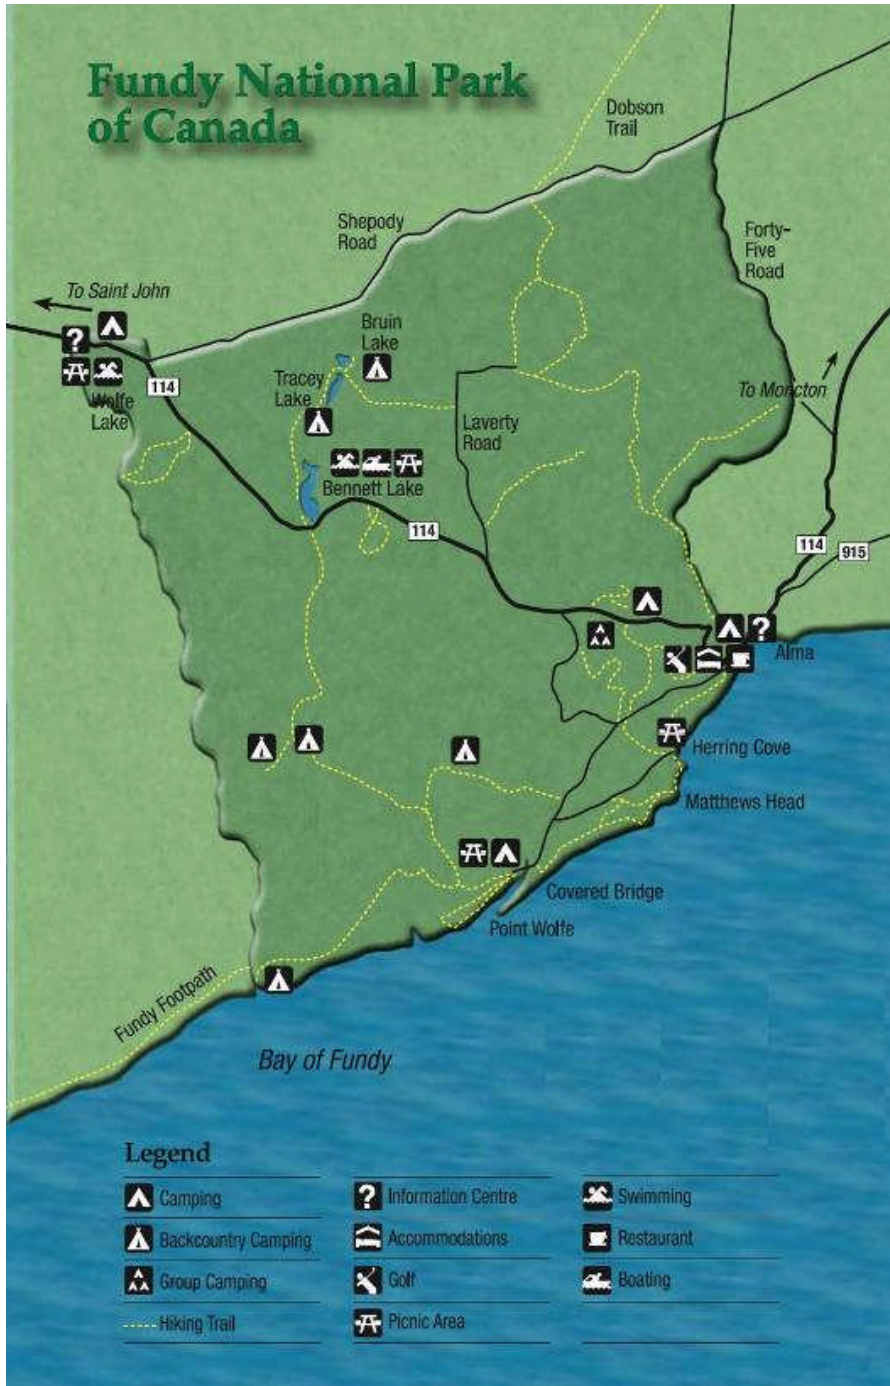 Fundy National Park
of Canada
Dobson
Trail
Shepody
Road
Forty-
Five
Road
To Saint John
Bruin
Lake
?
114
Tracey
Lake
To Moncton
Wolfe
Lake
Laverty
Road
Bennett Lake
114
114
915
?
Alma
Herring Cove
Matthews Head
Covered Bridge
Point Wolfe
Fundy Footpath
Bay of Fundy
Legend
Camping
? Information Centre
Swimming
Backcountry Camping
Accommodations
Restaurant
Group Camping
Golf
Boating
Hiking Trail
Picnic Area